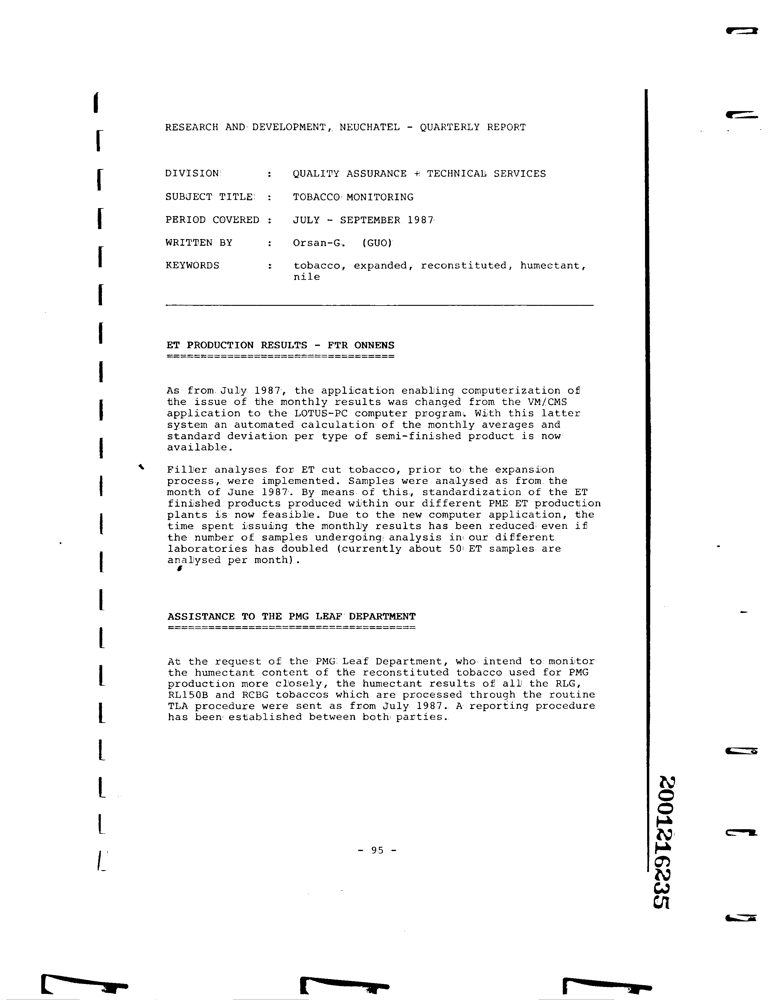 RESEARCH AND DEVELOPMENT, NEUCHATEL - QUARTERLY REPORT
DIVISION : QUALITY ASSURANCE + TECHNICAL SERVICES
SUBJECT TITLE : TOBACCO MONITORING
PERIOD COVERED : JULY - SEPTEMBER 1987
WRITTEN BY : Orsan-G. (GUO)
KEYWORDS : tobacco, expanded, reconstituted, humectant,
nile
ET PRODUCTION RESULTS - FTR ONNENS
==================================
As from July 1987, the application enabling computerization of
the issue of the monthly results was changed from the VM/CMS
application to the LOTUS-PC computer program. With this latter
system an automated calculation of the monthly averages and
standard deviation per type of semi-finished product is now
available.
Filler analyses for ET cut tobacco, prior to the expansion
process, were implemented. Samples were analysed as from the
month of June 1987. By means of this, standardization of the ET
finished products produced within our different PME ET production
plants is now feasible. Due to the new computer application, the
time spent issuing the monthly results has been reduced even if
the number of samples undergoing analysis in our different
laboratories has doubled (currently about 50 ET samples are
analysed per month).
ASSISTANCE TO THE PMG LEAF DEPARTMENT
=====================================
At the request of the PMG Leaf Department, who intend to monitor
the humectant content of the reconstituted tobacco used for PMG
production more closely, the humectant results of all the RLG,
RL150B and RCBG tobaccos which are processed through the routine
TLA procedure were sent as from July 1987. A reporting procedure
has been established between both parties.
- 95 -
2001216235